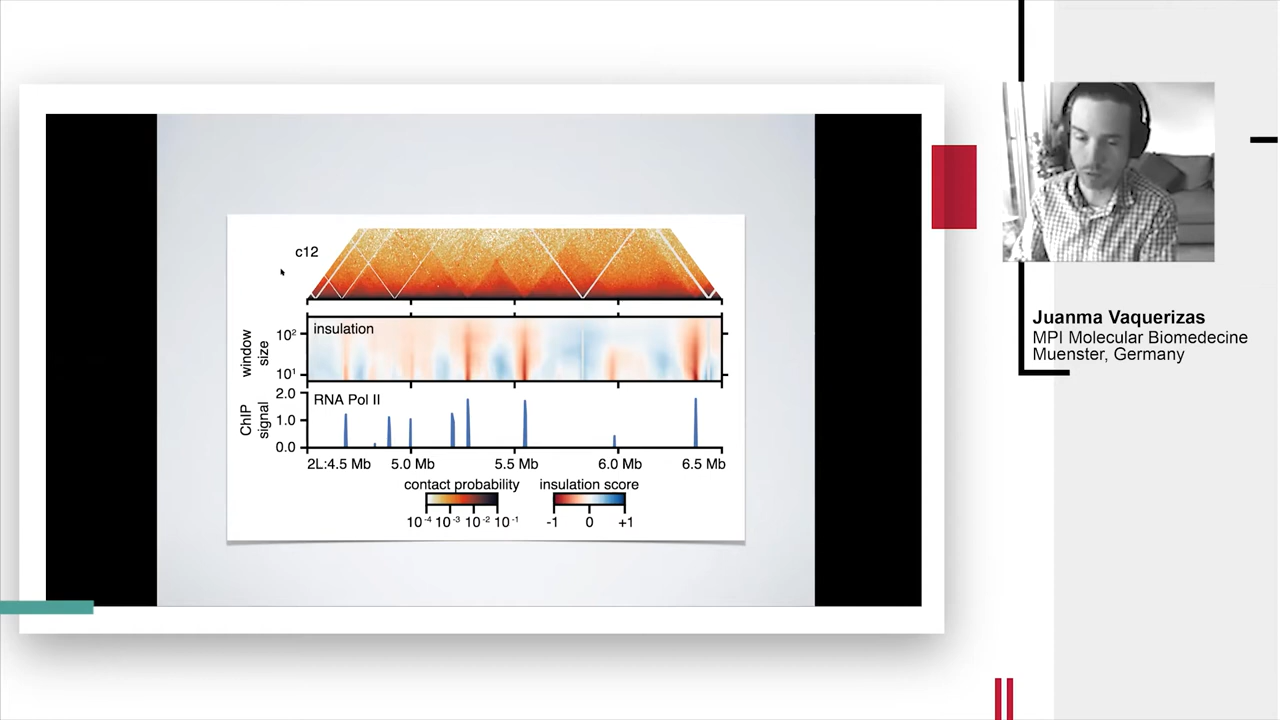 c12
insulation
window size
10²
10¹
RNA Pol II
ChIP signal
2.0
1.0
0.0
2L:4.5 Mb 5.0 Mb 5.5 Mb 6.0 Mb 6.5 Mb
contact probability
10⁻⁴ 10⁻³ 10⁻² 10⁻¹
insulation score
-1 0 +1
Juanma Vaquerizas
MPI Molecular Biomedecine
Muenster, Germany